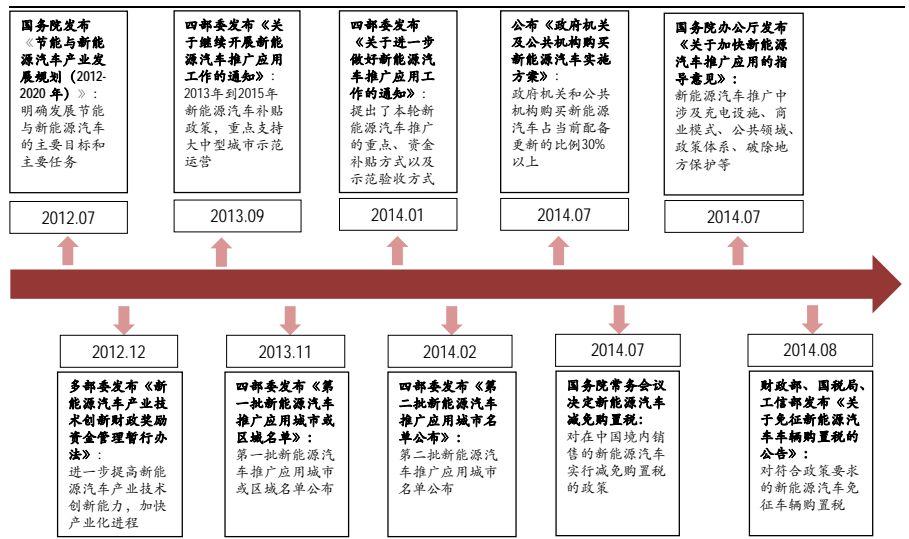 国务院发布
《节能与新能
源汽车产业发
展规划（2012-
2020 年）》：
明确发展节能
与新能源汽车
的主要目标和
主要任务
2012.07
四部委发布《关
于继续开展新能
源汽车推广应用
工作的通知》：
2013年到2015年
新能源汽车补贴
政策，重点支持
大中型城市示范
运营
2013.09
四部委发布
《关于进一步
做好新能源汽
车推广应用工
作的通知》：
提出了本轮新
能源汽车推广
的重点、资金
补贴方式以及
示范验收方式
2014.01
公布《政府机关
及公共机构购买
新能源汽车实施
方案》：
政府机关和公共
机构购买新能源
汽车占当前配备
更新的比例30%
以上
2014.07
国务院办公厅发布
《关于加快新能源
汽车推广应用的指
导意见》：
新能源汽车推广中
涉及充电设施、商
业模式、公共领域、
政策体系、破除地
方保护等
2014.07
2012.12
多部委发布《新
能源汽车产业技
术创新财政奖励
资金管理暂行办
法》：
进一步提高新能
源汽车产业技术
创新能力，加快
产业化进程
2013.11
四部委发布《第
一批新能源汽车
推广应用城市或
区域名单》：
第一批新能源汽
车推广应用城市
或区域名单公布
2014.02
四部委发布《第
二批新能源汽车
推广应用城市名
单公布》：
第二批新能源汽
车推广应用城市
名单公布
2014.07
国务院常务会议
决定新能源汽车
减免购置税：
对在中国境内销
售的新能源汽车
实行减免购置税
的政策
2014.08
财政部、国税局、
工信部发布《关
于免征新能源汽
车车辆购置税的
公告》：
对符合政策要求
的新能源汽车免
征车辆购置税